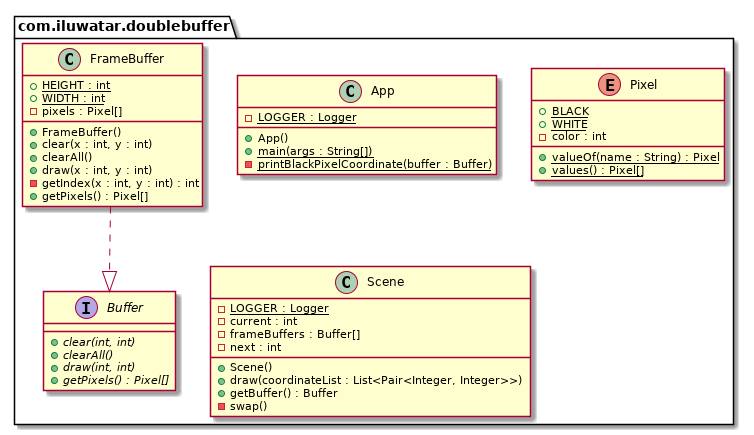 com.iluwatar.doublebuffer
C FrameBuffer
HEIGHT : int
WIDTH : int
pixels : Pixel[]
FrameBuffer()
clear(x : int, y : int)
clearAll()
draw(x : int, y : int)
getIndex(x : int, y : int) : int
getPixels() : Pixel[]
C App
LOGGER : Logger
App()
main(args : String[])
printBlackPixelCoordinate(buffer : Buffer)
E Pixel
BLACK
WHITE
color : int
valueOf(name : String) : Pixel
values() : Pixel[]
I Buffer
clear(int, int)
clearAll()
draw(int, int)
getPixels() : Pixel[]
C Scene
LOGGER : Logger
current : int
frameBuffers : Buffer[]
next : int
Scene()
draw(coordinateList : List<Pair<Integer, Integer>>)
getBuffer() : Buffer
swap()